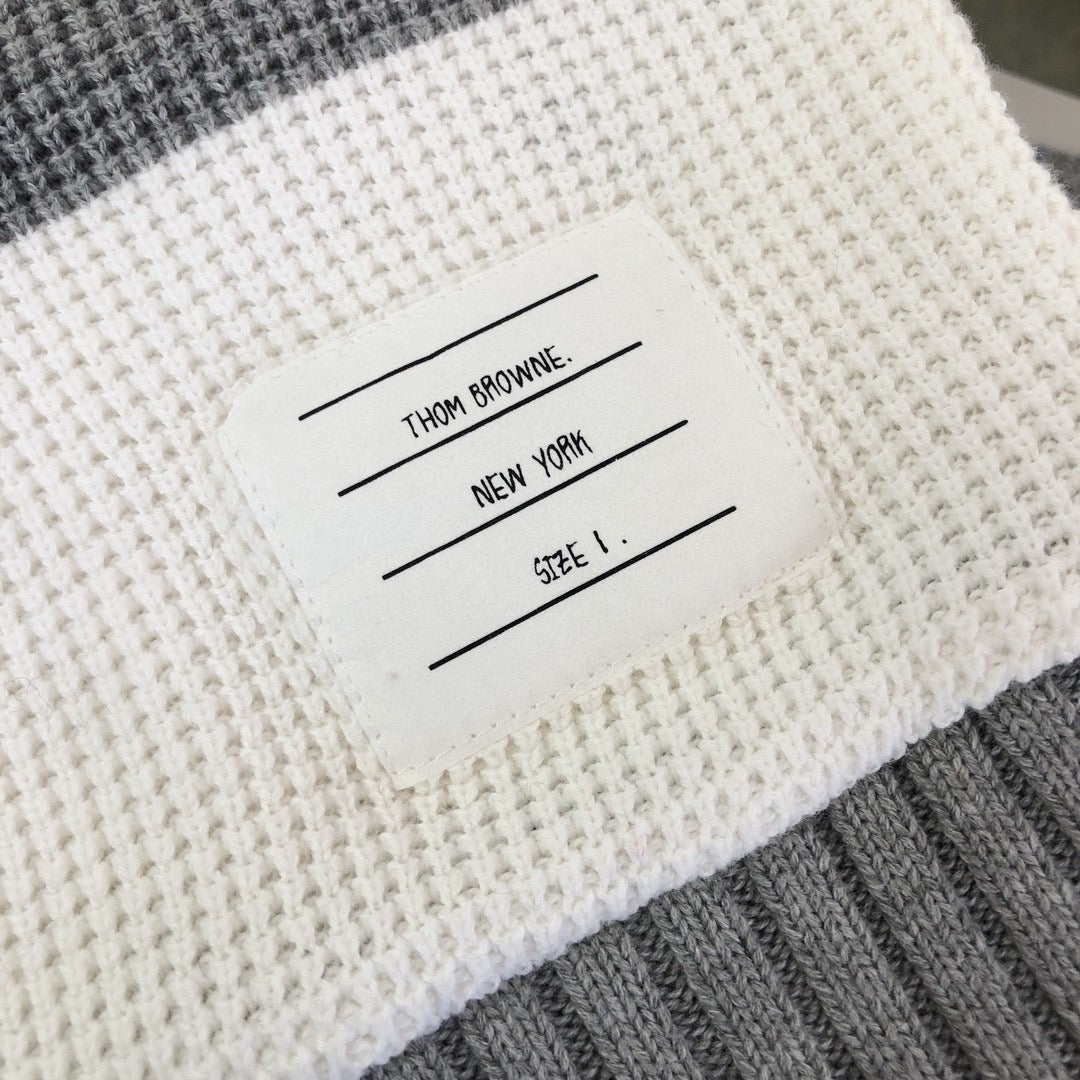 THOM BROWNE.
NEW YORK
SIZE 1 .